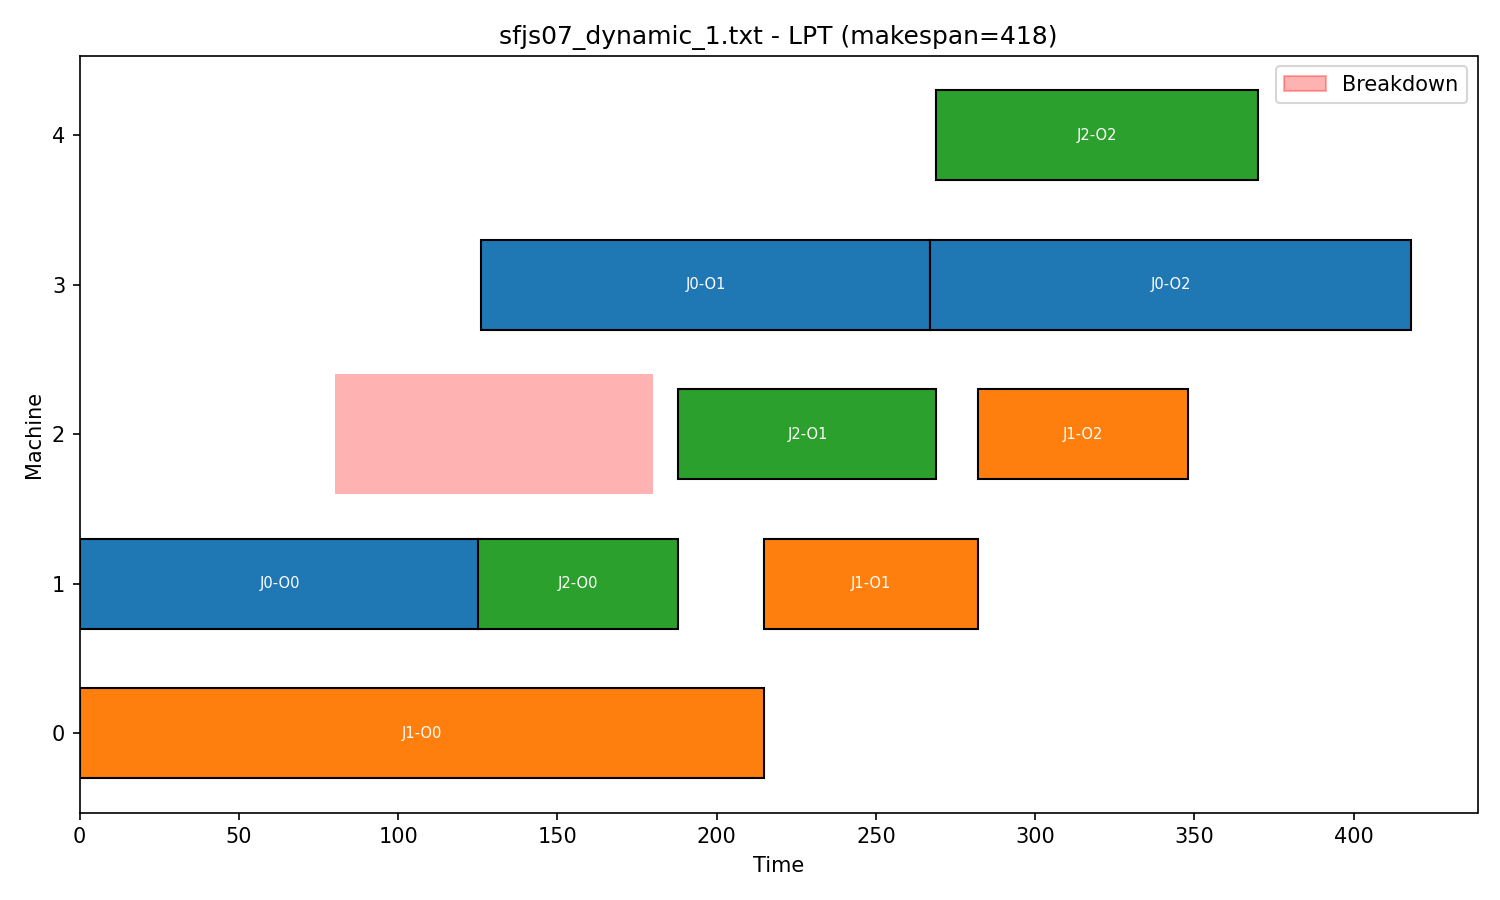 sfjs07_dynamic_1.txt - LPT (makespan=418)
Breakdown
4
J2-O2
3
J0-O1 J0-O2
Machine
2
J2-O1 J1-O2
1
J0-O0 J2-O0 J1-O1
0
J1-O0
0 50 100 150 200 250 300 350 400
Time